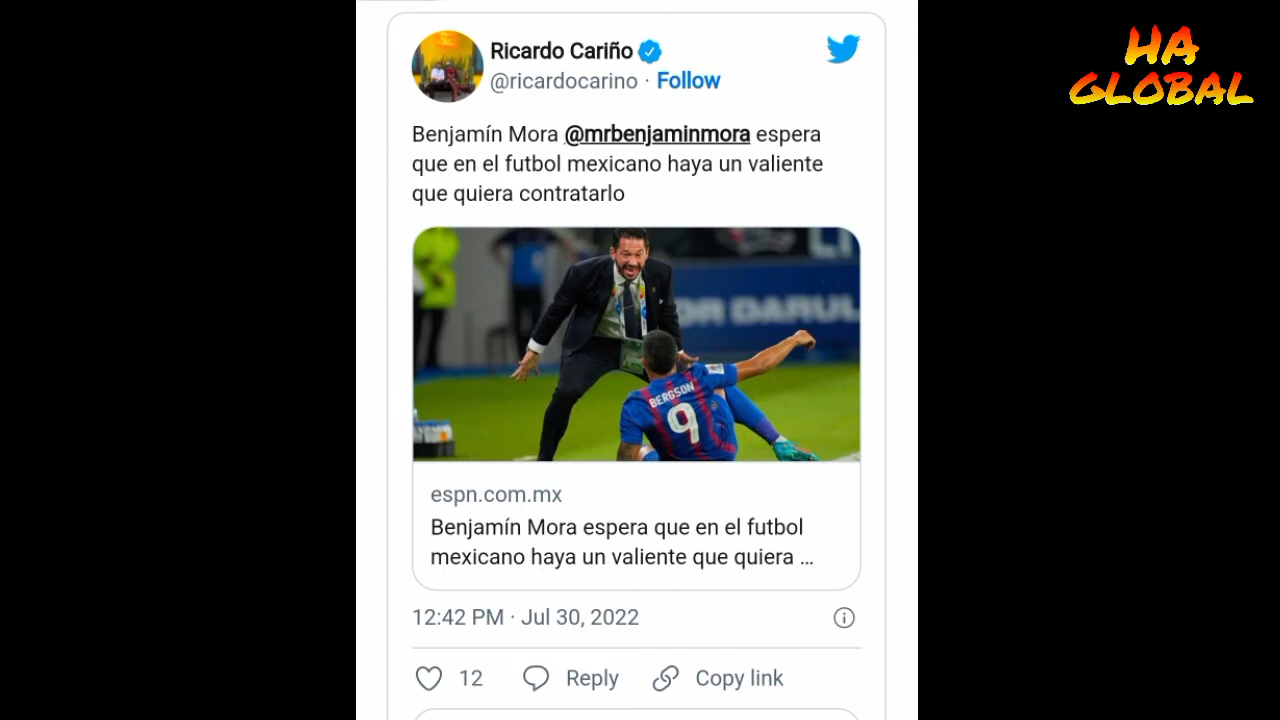 Ricardo Cariño
@ricardocarino · Follow
HA
GLOBAL
Benjamín Mora @mrbenjaminmora espera
que en el futbol mexicano haya un valiente
que quiera contratarlo
OR DARUL
BERGSON
9
espn.com.mx
Benjamín Mora espera que en el futbol
mexicano haya un valiente que quiera ...
12:42 PM · Jul 30, 2022
12 Reply Copy link